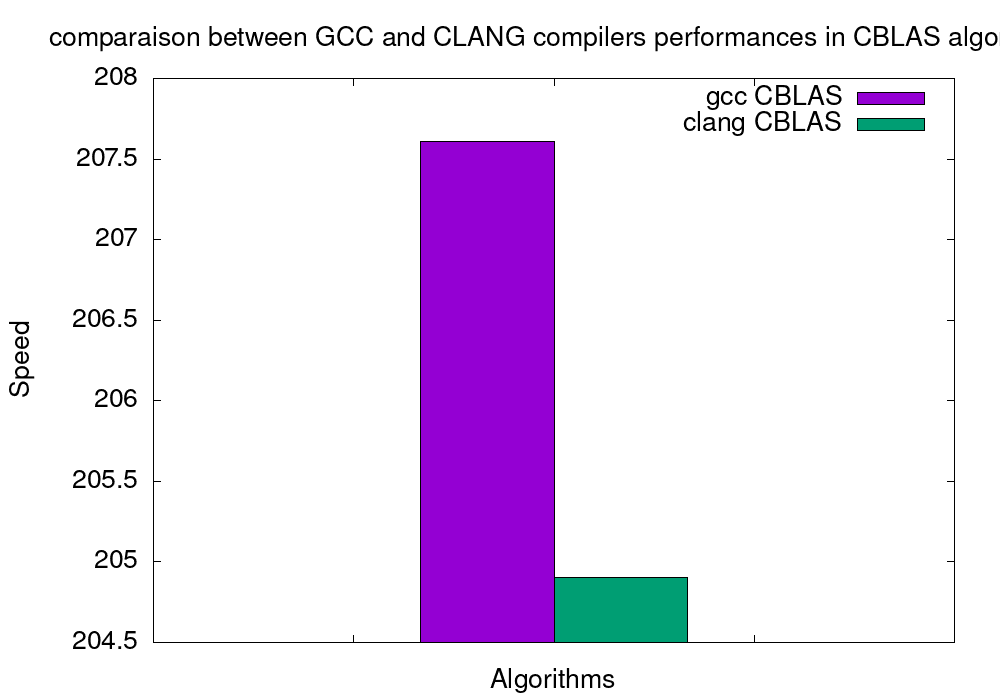 comparaison between GCC and CLANG compilers performances in CBLAS algo
208
207.5
207
206.5
206
205.5
205
204.5
gcc CBLAS
clang CBLAS
Speed
Algorithms